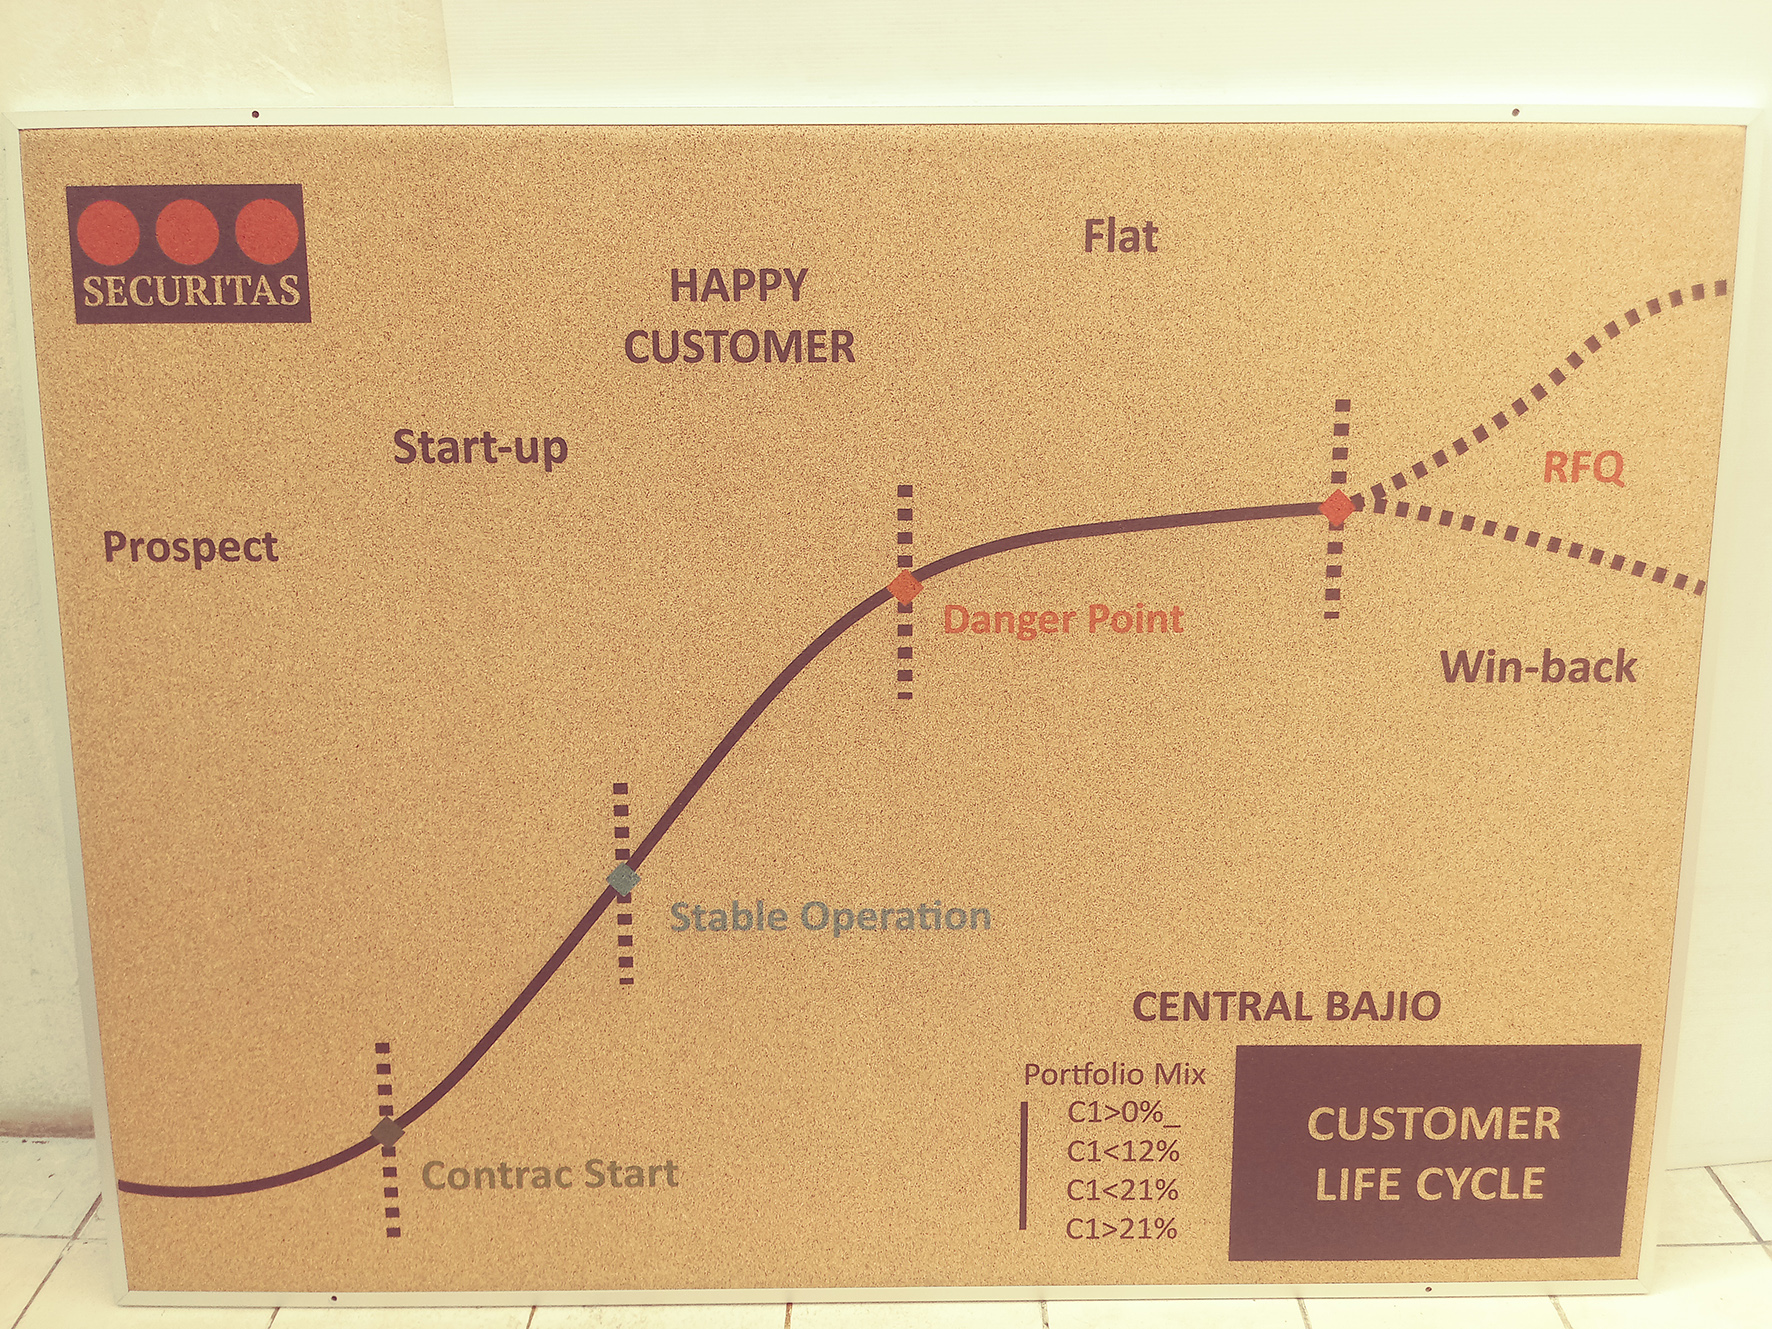 SECURITAS
Flat
HAPPY
CUSTOMER
Start-up
RFQ
Prospect
Danger Point
Win-back
Stable Operation
CENTRAL BAJIO
Portfolio Mix
C1>0%_
C1<12%
C1<21%
C1>21%
CUSTOMER
LIFE CYCLE
Contrac Start